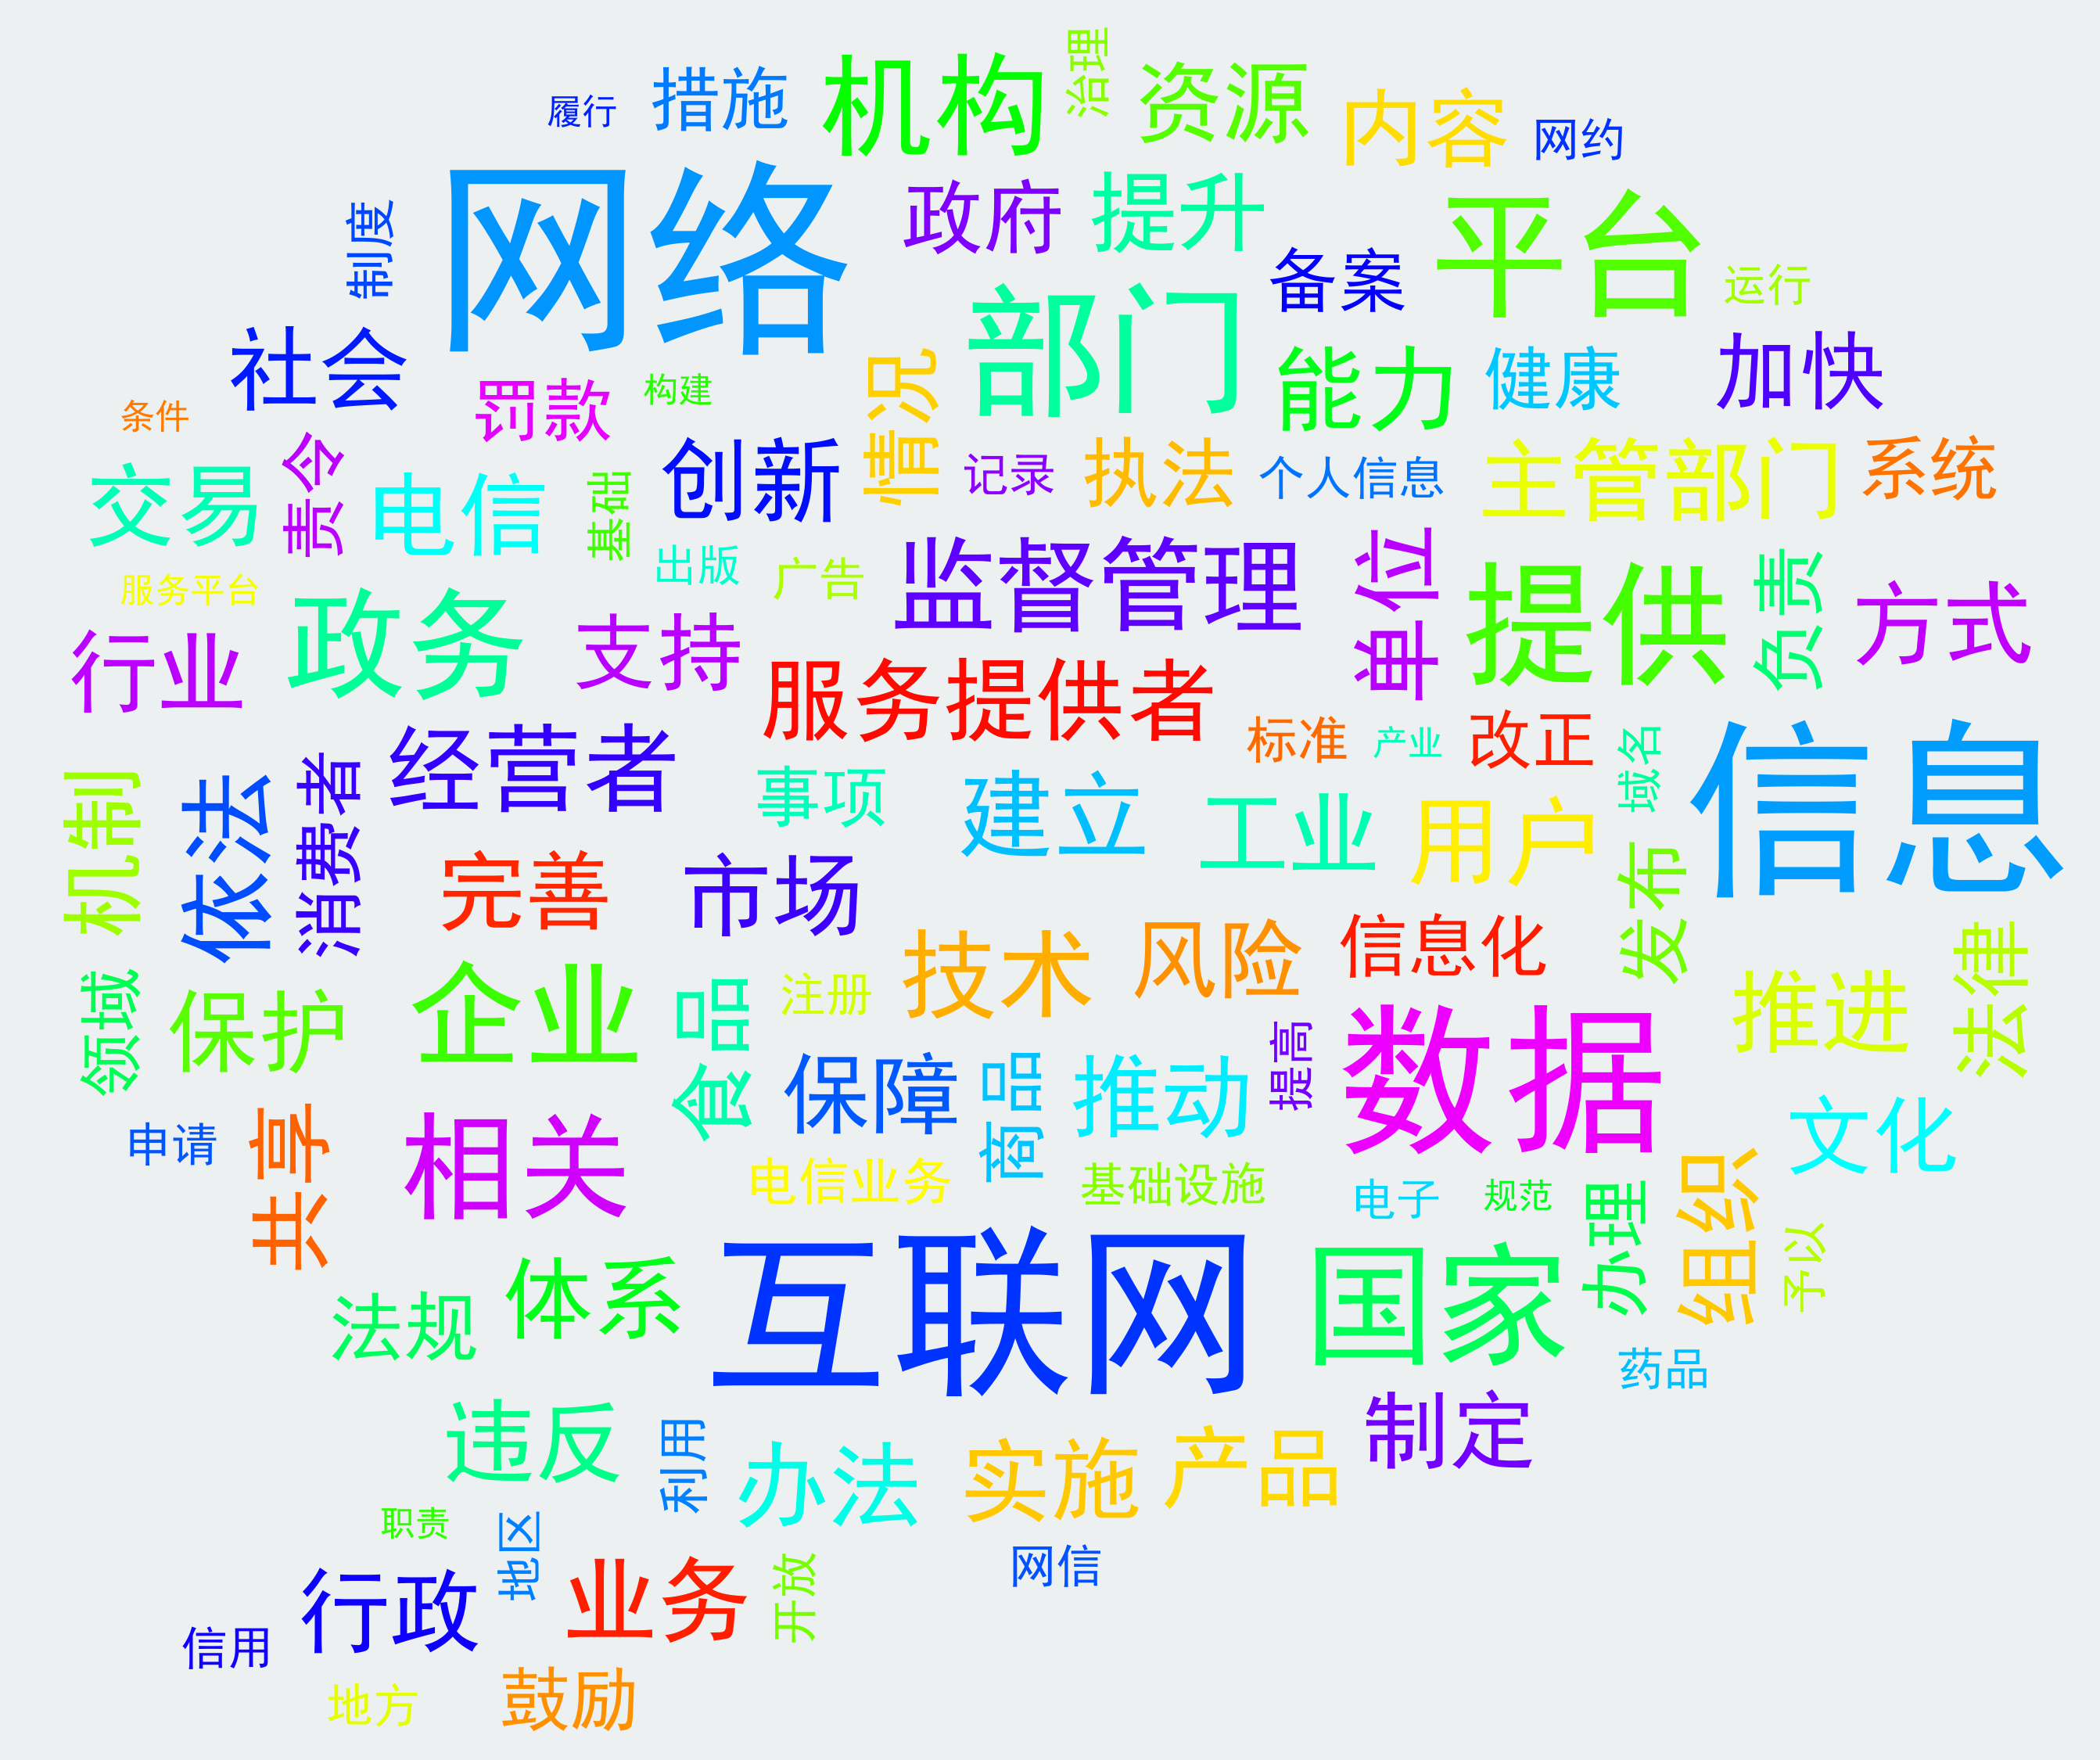 治理
履行
措施
机构
资源
内容
网约
制度
网络
政府
提升
备案
平台
运行
社会
部门
条件
罚款
构建
情况
能力
健康
加快
交易
责令
电信
基础
创新
记录
执法
个人信息
主管部门
系统
服务平台
出版
广告
监督管理
单位
提供
负责
方式
行业
政务
支持
服务提供者
标准
产业
改正
域名
信息
机制
依法
消费者
经营者
事项
建立
工业
用户
发布
完善
市场
技术
风险
信息化
推进
法律
领域
保护
企业
食品
注册
提高
数据
申请
共享
相关
保障
商品
推动
文化
电信业务
基础设施
电子
规范
办理
组织
予以
法规
体系
互联网
国家
药品
违反
利用
办法
实施
产品
制定
职责
地区
网信
行政
业务
开放
信用
地方
鼓励